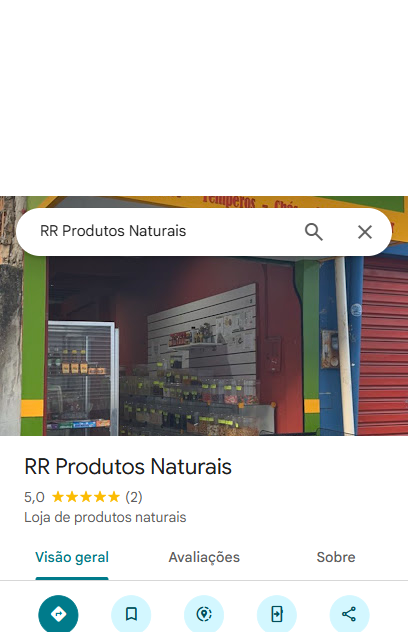 Temperos - Chás
RR Produtos Naturais
RR Produtos Naturais
5,0 (2)
Loja de produtos naturais
Visão geral Avaliações Sobre